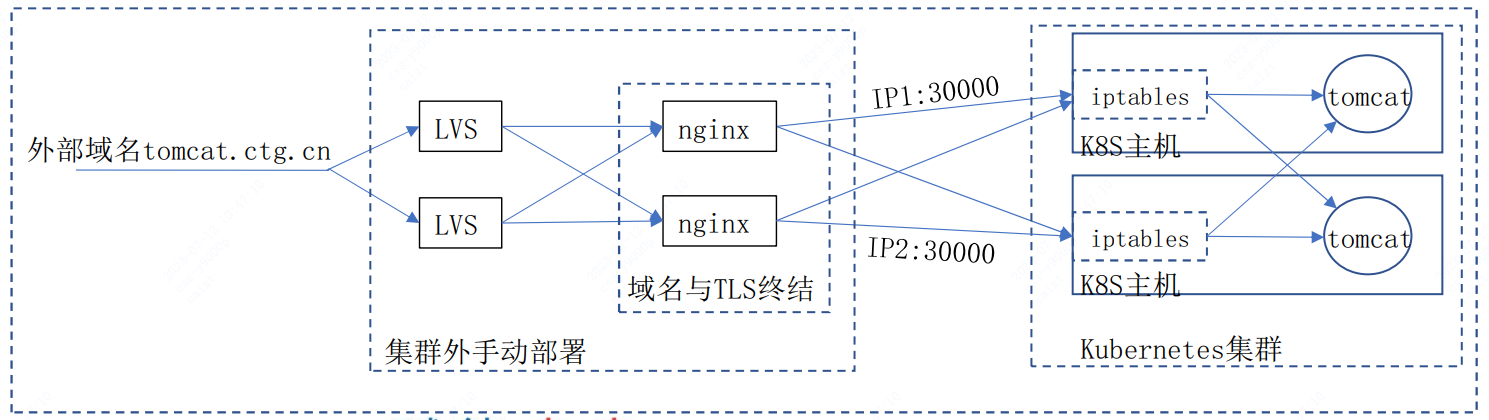 外部域名tomcat.ctg.cn
LVS
LVS
nginx
nginx
域名与TLS终结
集群外手动部署
IP1:30000
IP2:30000
iptables
tomcat
K8S主机
iptables
tomcat
K8S主机
Kubernetes集群